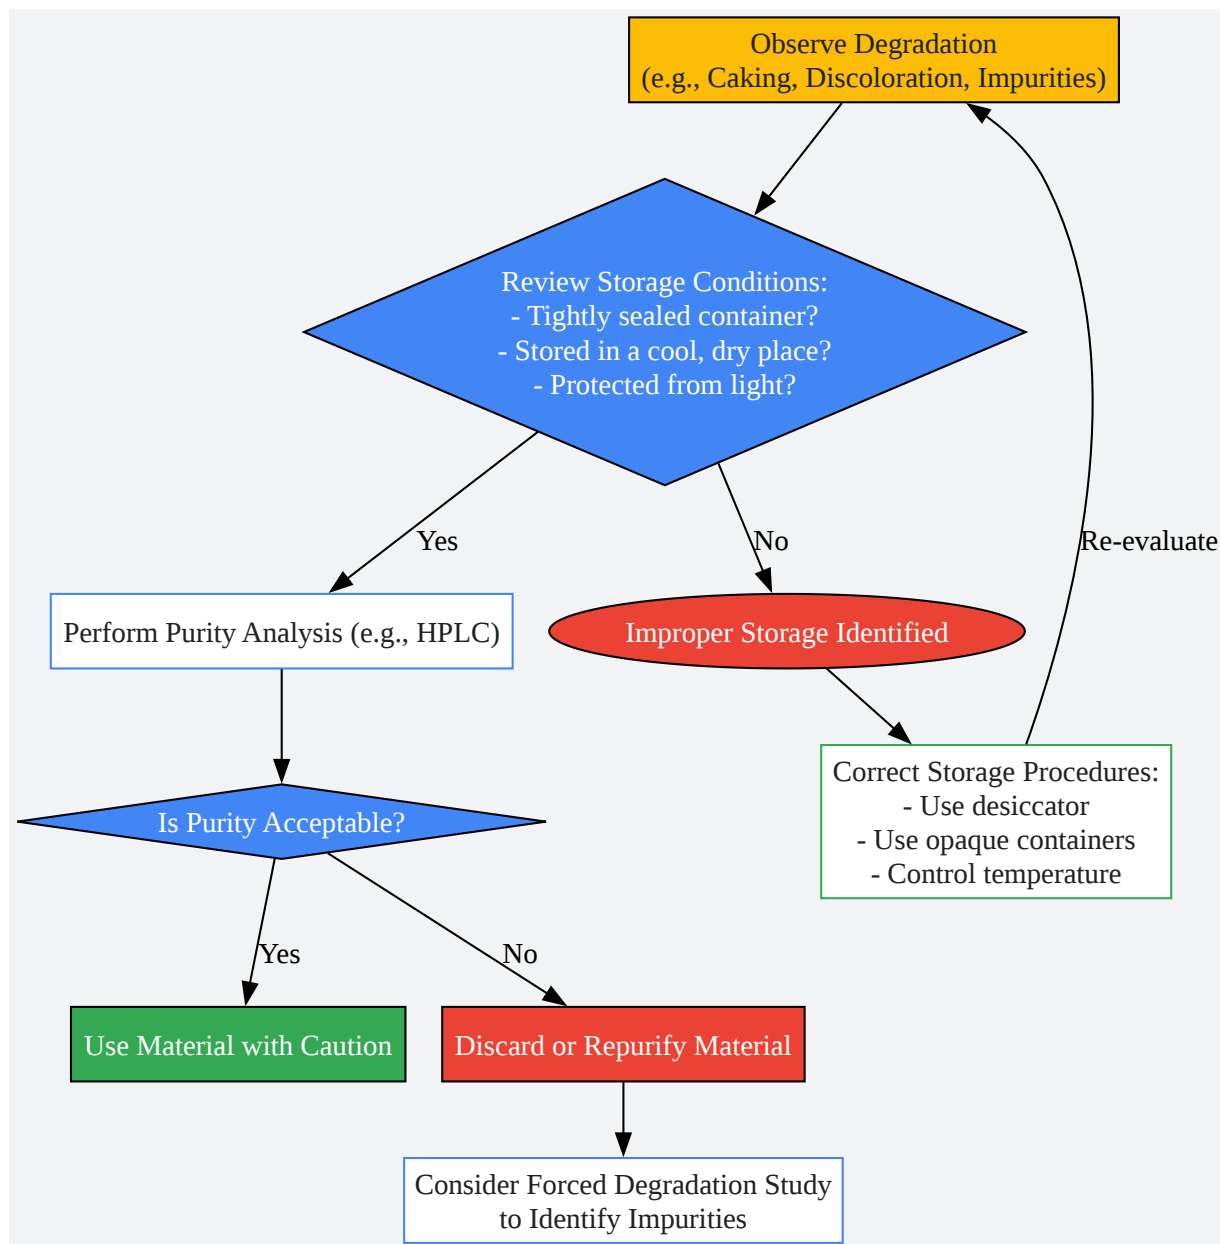 Observe Degradation
(e.g., Caking, Discoloration, Impurities)
Review Storage Conditions:
- Tightly sealed container?
- Stored in a cool, dry place?
- Protected from light?
Yes
No
Re-evaluate
Perform Purity Analysis (e.g., HPLC)
Improper Storage Identified
Correct Storage Procedures:
- Use desiccator
- Use opaque containers
- Control temperature
Is Purity Acceptable?
Yes
No
Use Material with Caution
Discard or Repurify Material
Consider Forced Degradation Study
to Identify Impurities